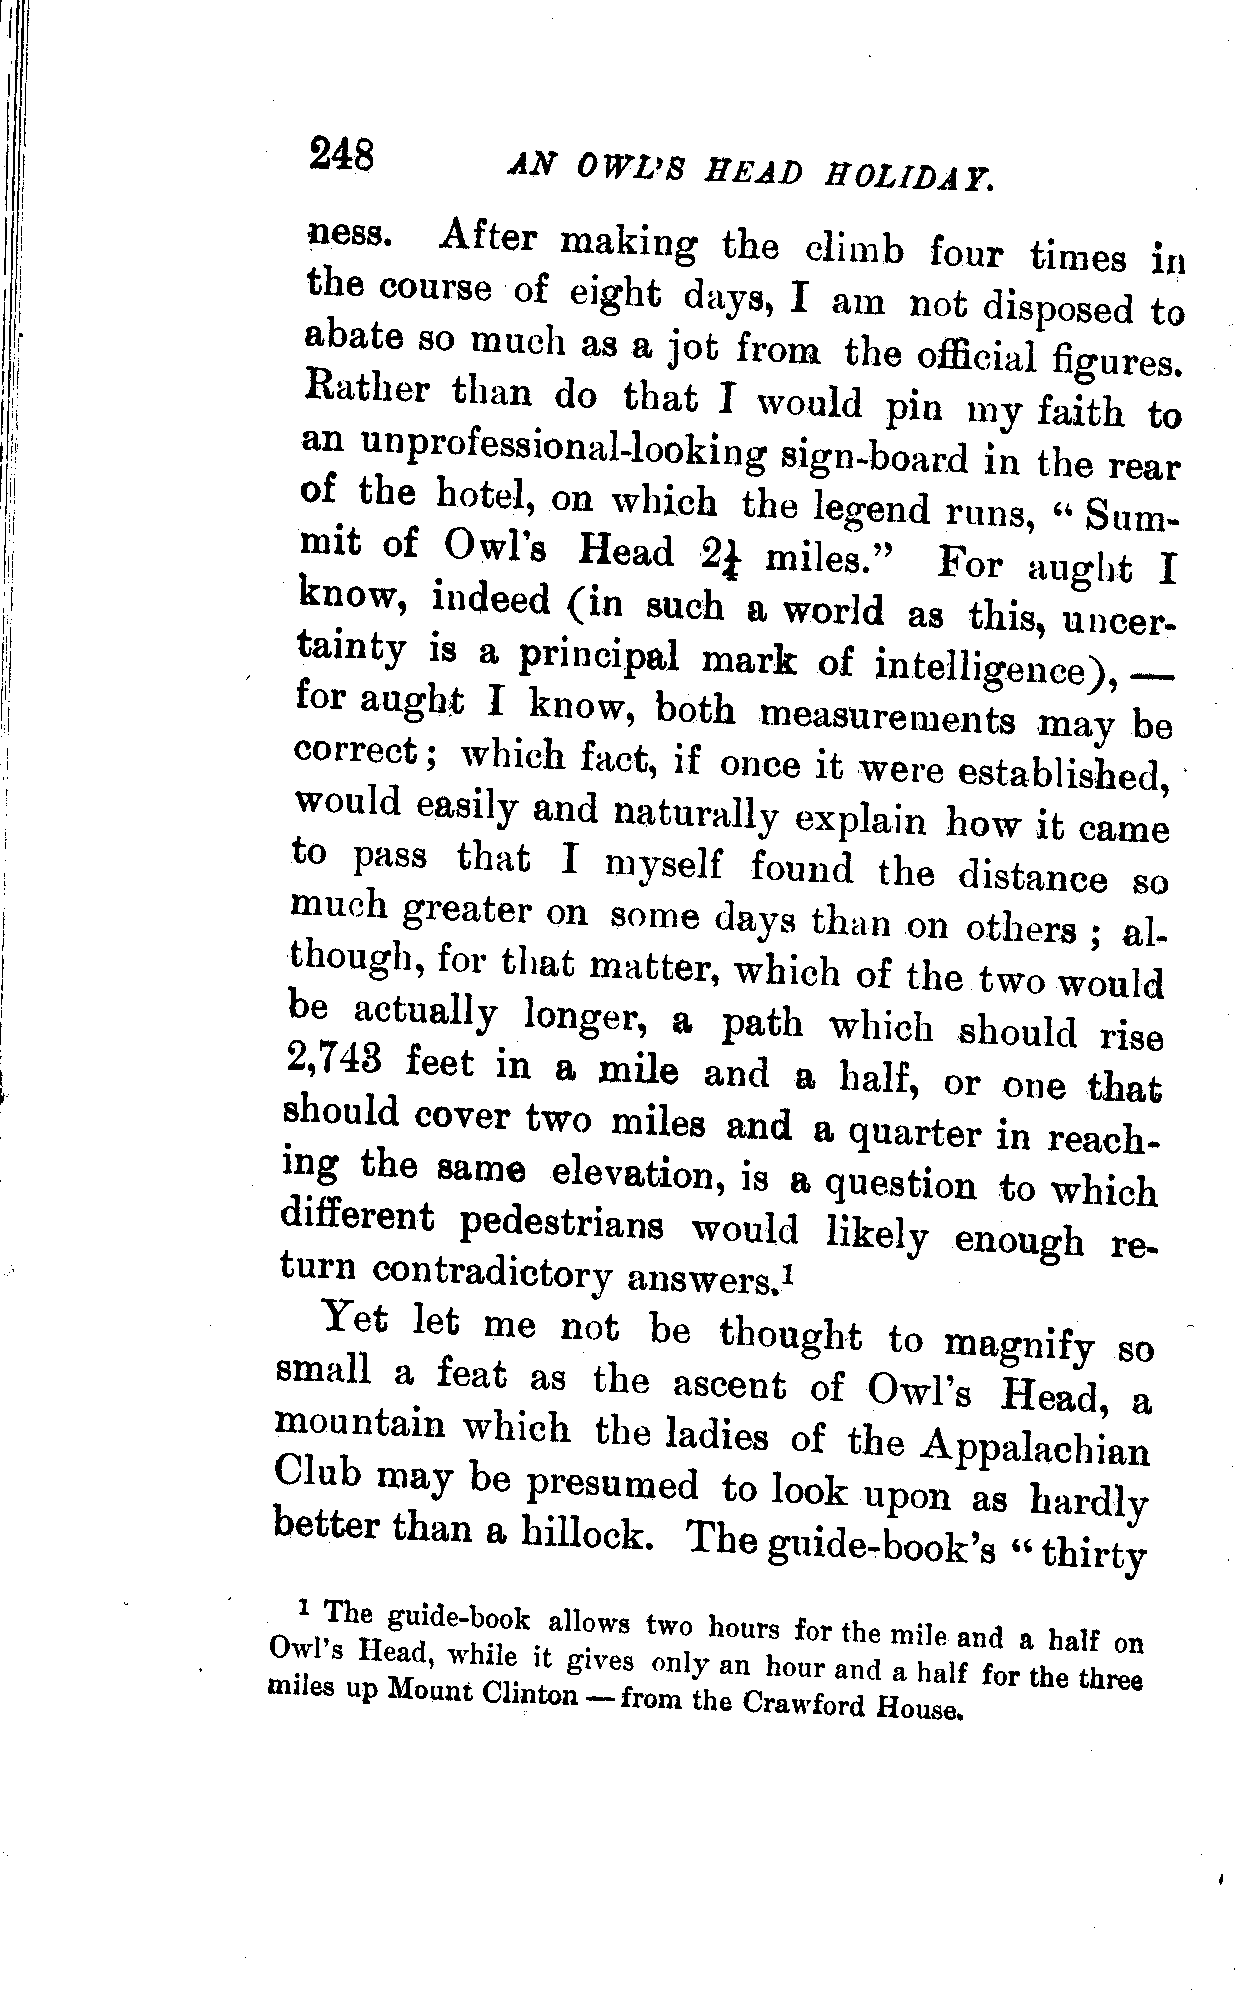 248 AN OWL'S HEAD HOLIDAY.
ness. After making the climb four times in
the course of eight days, I am not disposed to
abate so much as a jot from the official figures.
Rather than do that I would pin my faith to
an unprofessional-looking sign-board in the rear
of the hotel, on which the legend runs, “ Sum-
mit of Owl's Head 2¼ miles.” For aught I
know, indeed (in such a world as this, uncer-
tainty is a principal mark of intelligence), —
for aught I know, both measurements may be
correct; which fact, if once it were established,
would easily and naturally explain how it came
to pass that I myself found the distance so
much greater on some days than on others ; al-
though, for that matter, which of the two would
be actually longer, a path which should rise
2,743 feet in a mile and a half, or one that
should cover two miles and a quarter in reach-
ing the same elevation, is a question to which
different pedestrians would likely enough re-
turn contradictory answers.¹
Yet let me not be thought to magnify so
small a feat as the ascent of Owl's Head, a
mountain which the ladies of the Appalachian
Club may be presumed to look upon as hardly
better than a hillock. The guide-book's “ thirty
¹ The guide-book allows two hours for the mile and a half on
Owl's Head, while it gives only an hour and a half for the three
miles up Mount Clinton — from the Crawford House.